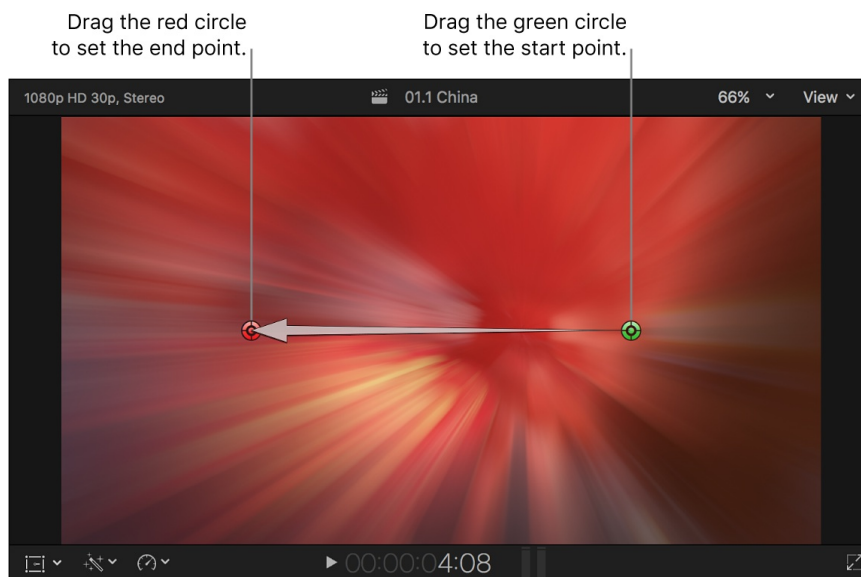 Drag the red circle
to set the end point.
Drag the green circle
to set the start point.
1080p HD 30p, Stereo
01.1 China
66%
View
00:00:04:08